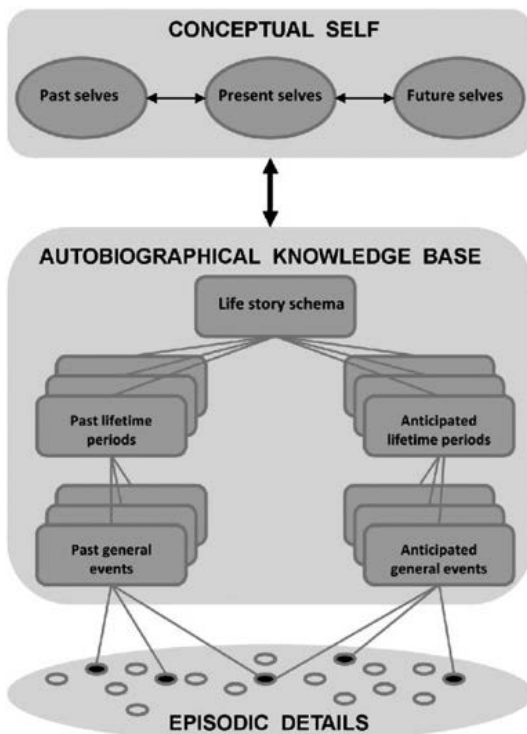 CONCEPTUAL SELF
Past selves
Present selves
Future selves
AUTOBIOGRAPHICAL KNOWLEDGE BASE
Life story schema
Past lifetime
periods
Anticipated
lifetime periods
Past general
events
Anticipated
general events
EPISODIC DETAILS